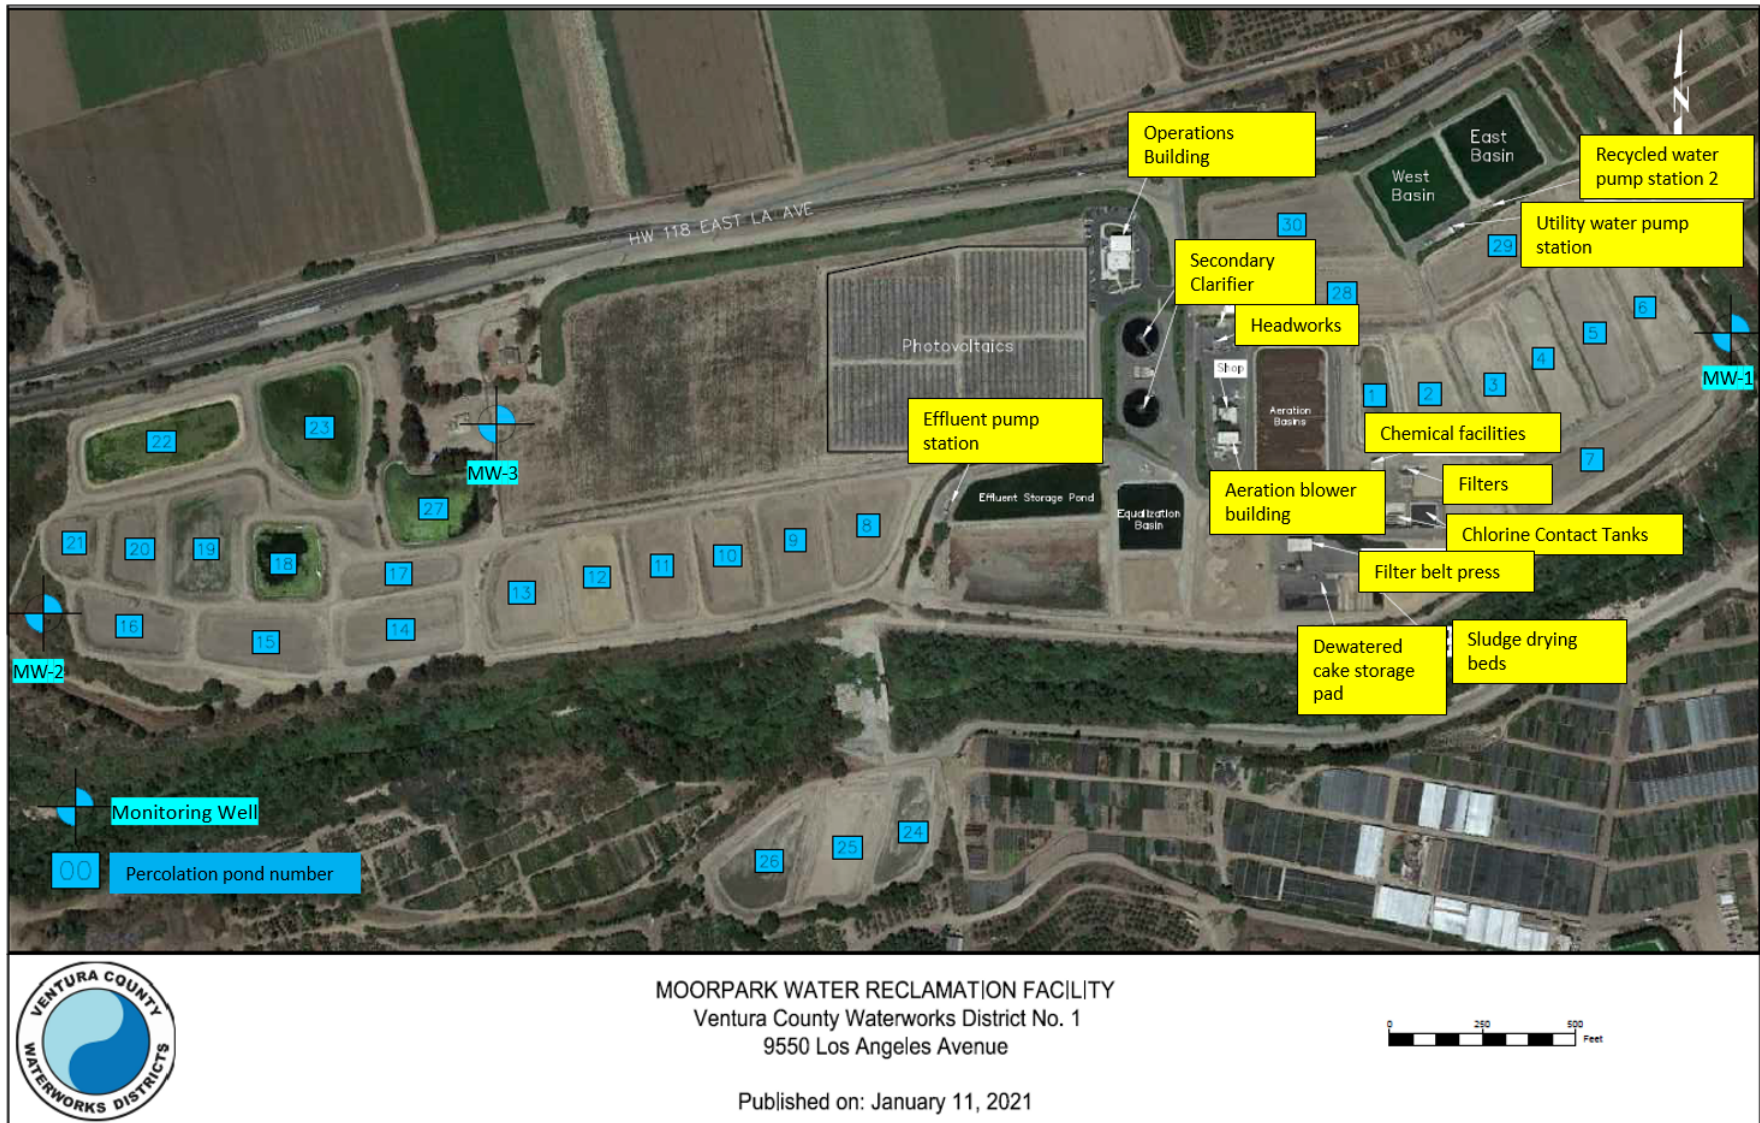 Operations
Building
East
Basin
West
Basin
Recycled water
pump station 2
Utility water pump
station
HW 118 EAST LA AVE
30
29
Secondary
Clarifier
28
Headworks
6
5
4
3
2
1
MW-1
Photovoltaics
Shop
Aeration
Basins
Effluent pump
station
Chemical facilities
7
Filters
22
23
MW-3
27
Effluent Storage Pond
Equalization
Basin
Aeration blower
building
Chlorine Contact Tanks
Filter belt press
21
20
19
18
17
13
12
11
10
9
8
16
15
14
MW-2
Dewatered
cake storage
pad
Sludge drying
beds
Monitoring Well
00
Percolation pond number
26
25
24
VENTURA COUNTY
WATERWORKS DISTRICTS
MOORPARK WATER RECLAMATION FACILITY
Ventura County Waterworks District No. 1
9550 Los Angeles Avenue
Published on: January 11, 2021
0 250 500
Feet
N